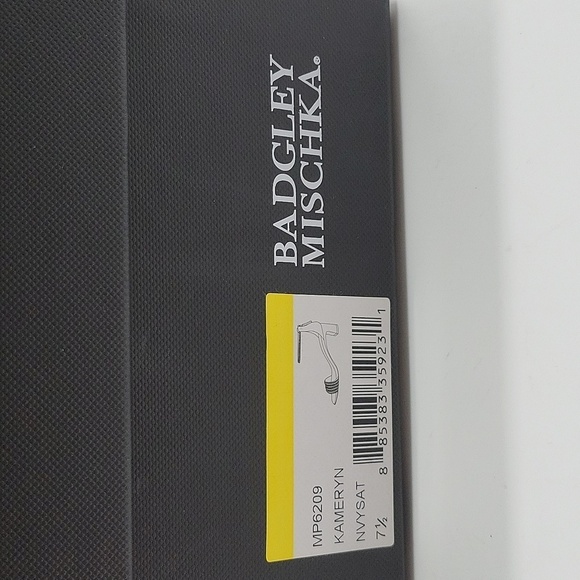 BADGLEY
MISCHKA®
MP6209
KAMERYN
NVYSAT
7½
8 85383 35923 1